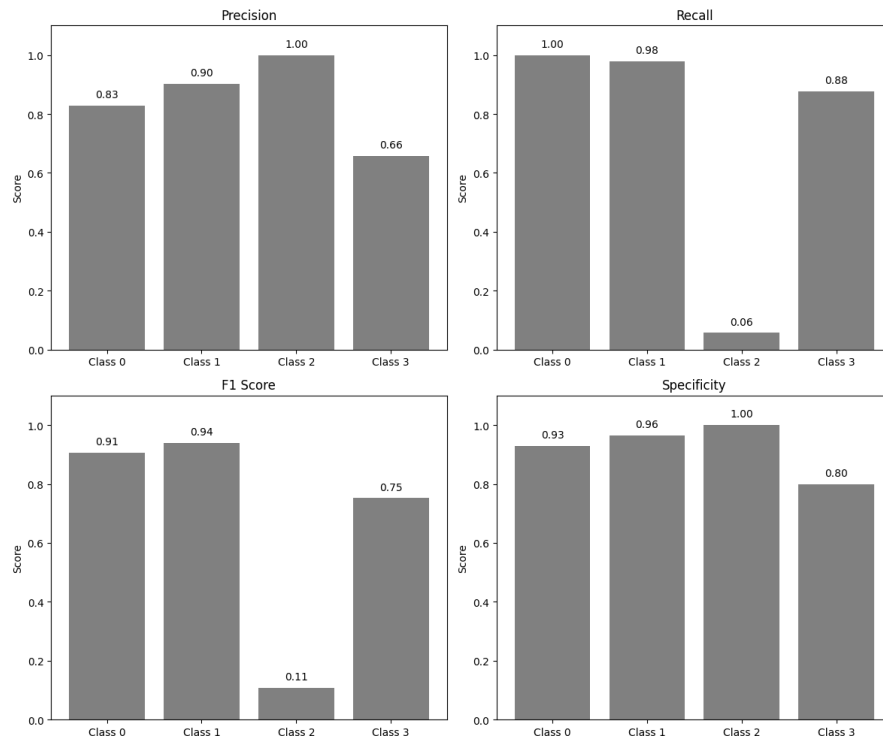 Precision
1.0
0.8
0.6
0.4
0.2
0.0
Score
0.83
0.90
1.00
0.66
Class 0
Class 1
Class 2
Class 3
Recall
1.0
0.8
0.6
0.4
0.2
0.0
Score
1.00
0.98
0.06
0.88
Class 0
Class 1
Class 2
Class 3
F1 Score
1.0
0.8
0.6
0.4
0.2
0.0
Score
0.91
0.94
0.11
0.75
Class 0
Class 1
Class 2
Class 3
Specificity
1.0
0.8
0.6
0.4
0.2
0.0
Score
0.93
0.96
1.00
0.80
Class 0
Class 1
Class 2
Class 3